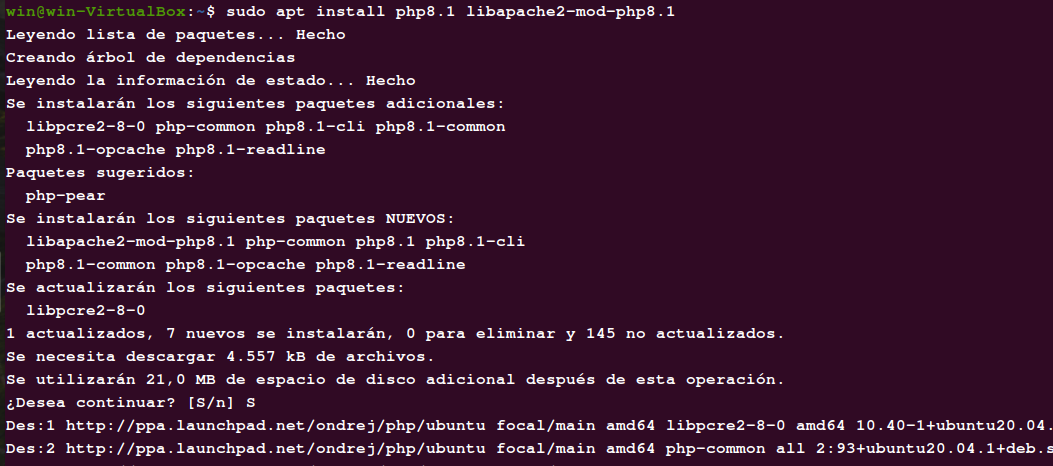 win@win-VirtualBox:~$ sudo apt install php8.1 libapache2-mod-php8.1
Leyendo lista de paquetes... Hecho
Creando árbol de dependencias
Leyendo la información de estado... Hecho
Se instalarán los siguientes paquetes adicionales:
libpcre2-8-0 php-common php8.1-cli php8.1-common
php8.1-opcache php8.1-readline
Paquetes sugeridos:
php-pear
Se instalarán los siguientes paquetes NUEVOS:
libapache2-mod-php8.1 php-common php8.1 php8.1-cli
php8.1-common php8.1-opcache php8.1-readline
Se actualizarán los siguientes paquetes:
libpcre2-8-0
1 actualizados, 7 nuevos se instalarán, 0 para eliminar y 145 no actualizados.
Se necesita descargar 4.557 kB de archivos.
Se utilizarán 21,0 MB de espacio de disco adicional después de esta operación.
¿Desea continuar? [S/n] S
Des:1 http://ppa.launchpad.net/ondrej/php/ubuntu focal/main amd64 libpcre2-8-0 amd64 10.40-1+ubuntu20.04.
Des:2 http://ppa.launchpad.net/ondrej/php/ubuntu focal/main amd64 php-common all 2:93+ubuntu20.04.1+deb.s